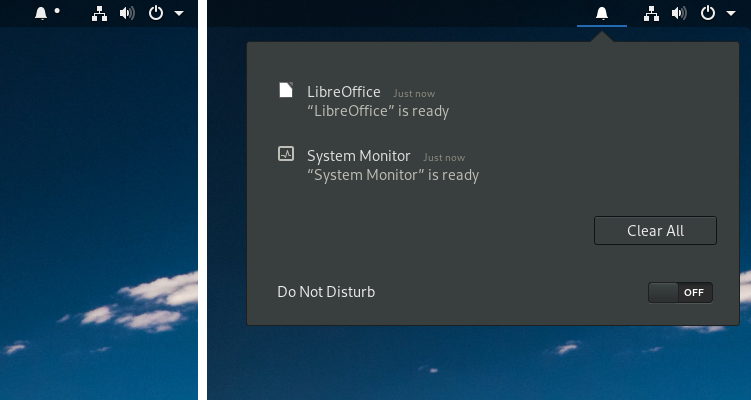 LibreOffice Just now
“LibreOffice” is ready
System Monitor Just now
“System Monitor” is ready
Clear All
Do Not Disturb OFF